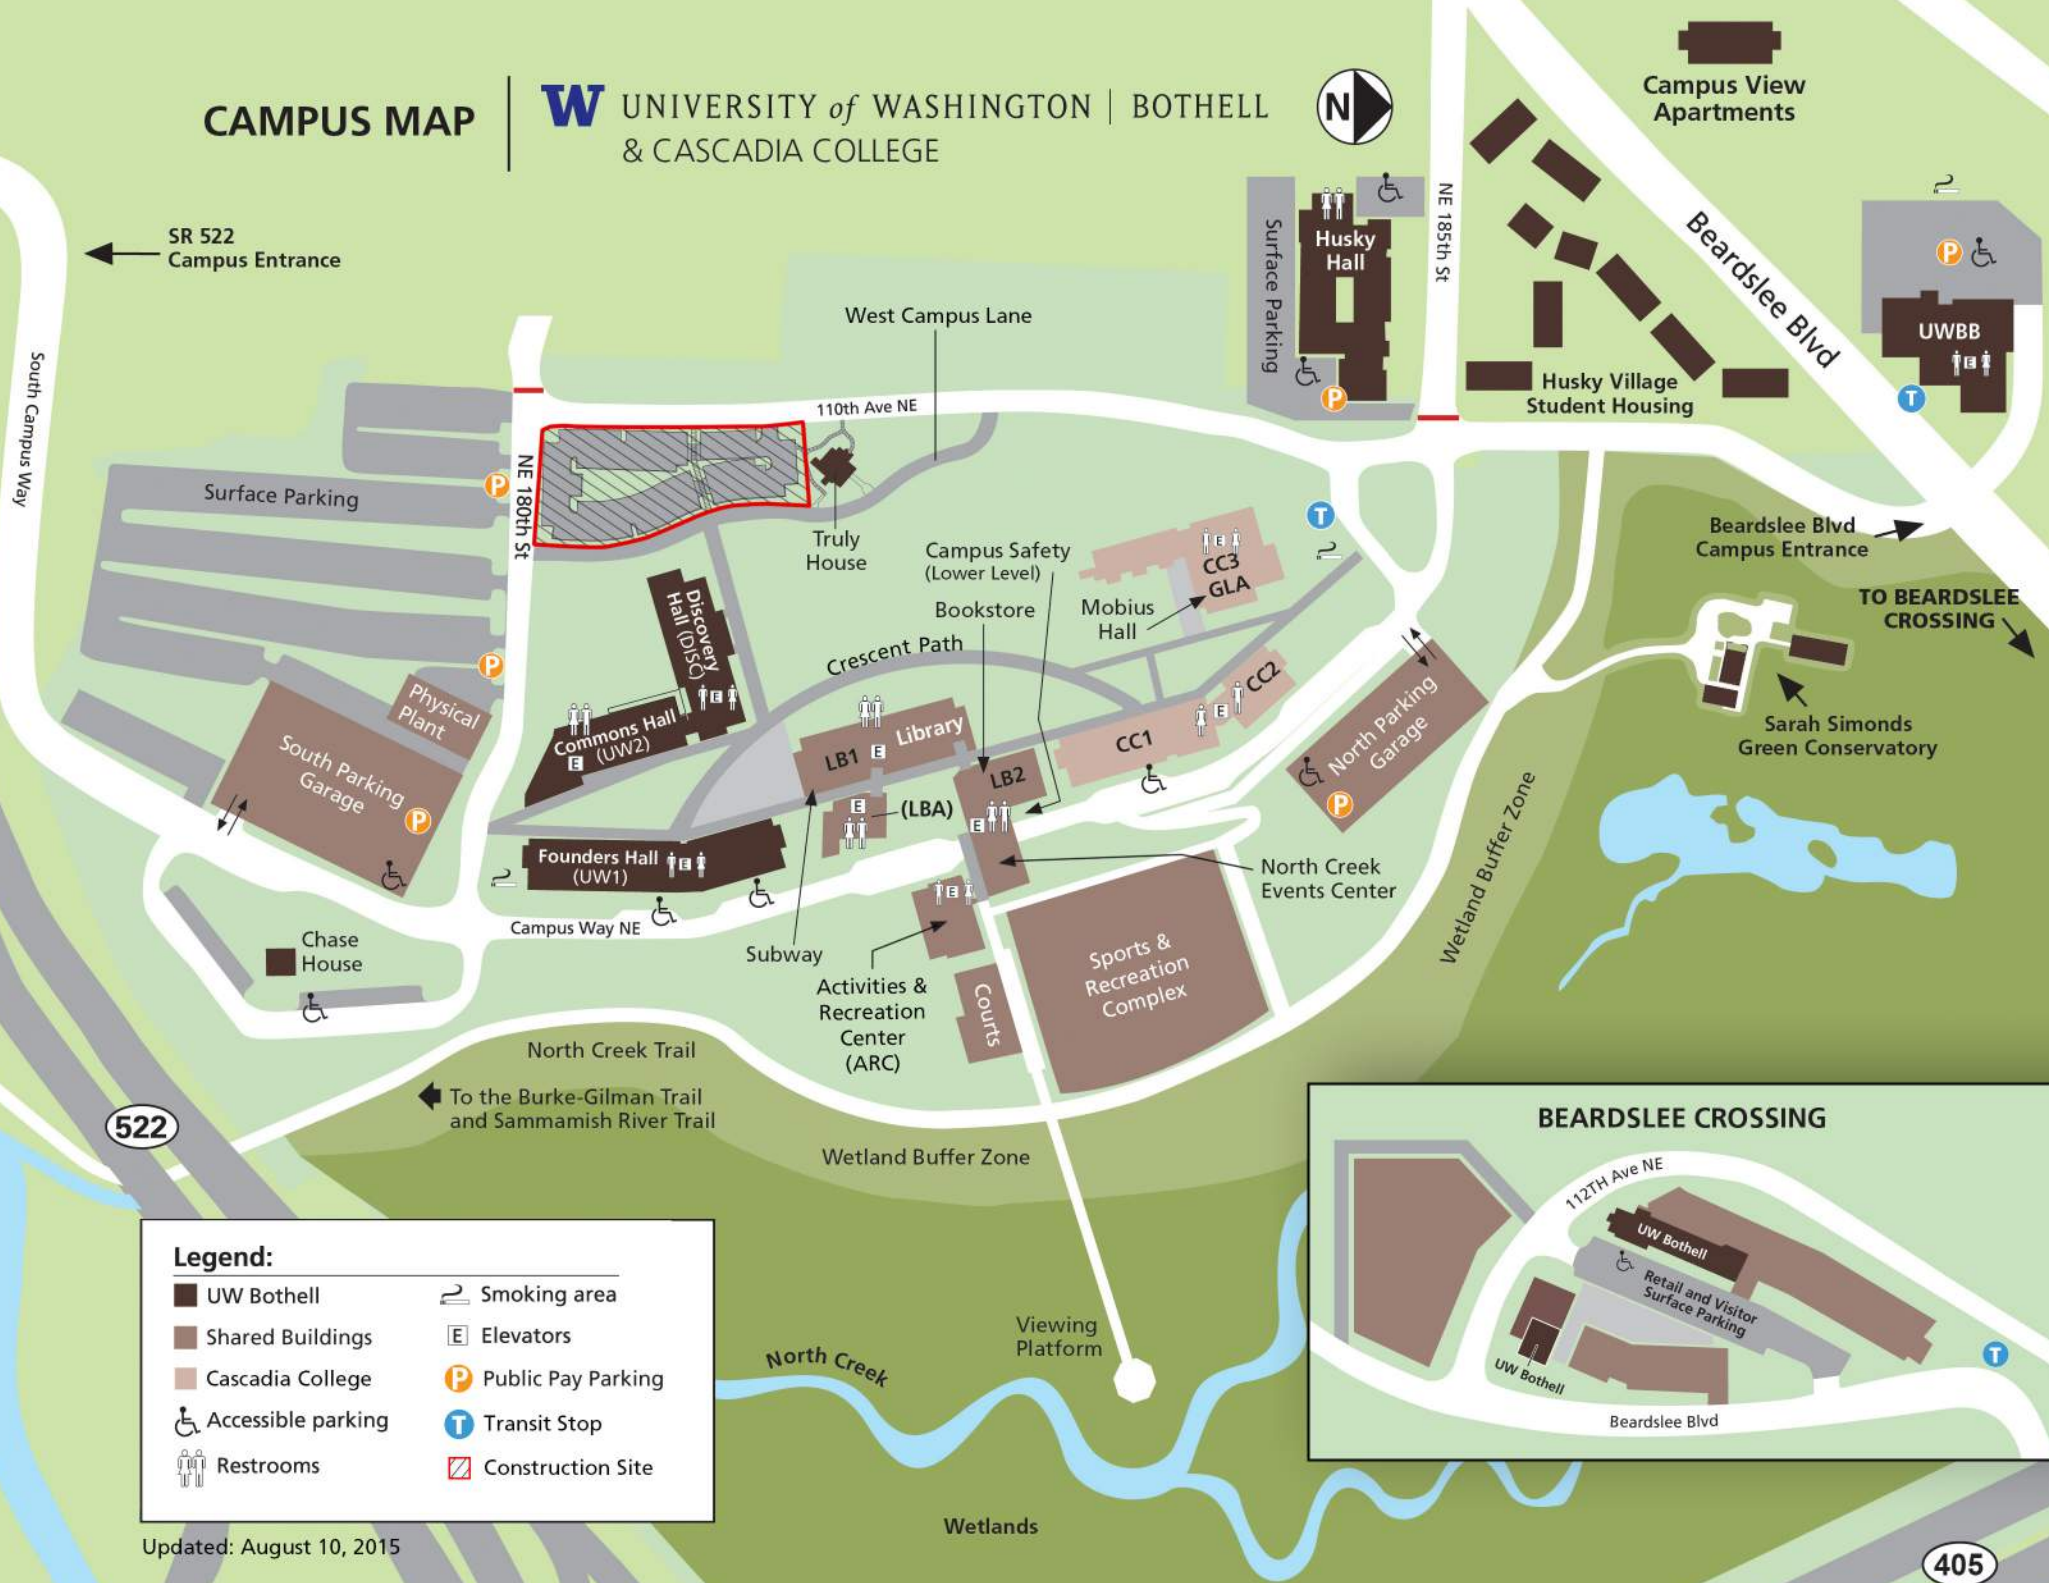 CAMPUS MAP
W UNIVERSITY of WASHINGTON | BOTHELL
& CASCADIA COLLEGE
N
Campus View
Apartments
SR 522
Campus Entrance
South Campus Way
NE 185th St
Beardslee Blvd
Surface Parking
Husky
Hall
P
P
UWBB
E
T
Husky Village
Student Housing
West Campus Lane
110th Ave NE
NE 180th St
Surface Parking
P
P
Truly
House
T
Beardslee Blvd
Campus Entrance
TO BEARDSLEE
CROSSING
Campus Safety
(Lower Level)
Bookstore
Mobius
Hall
E
CC3
GLA
Discovery
Hall (DISC)
E
Crescent Path
CC2
E
CC1
Physical
Plant
South Parking
Garage
P
Commons Hall
(UW2)
E
LB1
E
Library
LB2
E
E
(LBA)
North Parking
Garage
P
Sarah Simonds
Green Conservatory
Wetland Buffer Zone
Founders Hall
(UW1)
E
Campus Way NE
North Creek
Events Center
E
Chase
House
Subway
Activities &
Recreation
Center
(ARC)
Courts
Sports &
Recreation
Complex
North Creek Trail
To the Burke-Gilman Trail
and Sammamish River Trail
522
Wetland Buffer Zone
BEARDSLEE CROSSING
112TH Ave NE
UW Bothell
Retail and Visitor
Surface Parking
UW Bothell
T
Beardslee Blvd
Legend:
UW Bothell
Shared Buildings
Cascadia College
Accessible parking
Restrooms
Smoking area
E Elevators
P Public Pay Parking
T Transit Stop
Construction Site
Viewing
Platform
North Creek
Wetlands
Updated: August 10, 2015
405